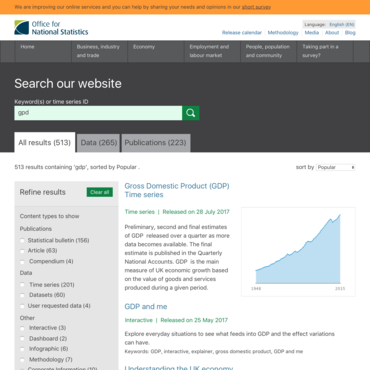 We are improving our online services and you can help by sharing your needs and opinions in our short survey
Office for
National Statistics
Language: English (EN)
Release calendar Methodology Media About Blog
Home
Business, industry
and trade
Economy
Employment and
labour market
People, population
and community
Taking part in a
survey?
Search our website
Keyword(s) or time series ID
gpd
All results (513)
Data (265)
Publications (223)
513 results containing 'gdp', sorted by Popular .
sort by Popular
Refine results
Clear all
Content types to show
Publications
Statistical bulletin (156)
Article (63)
Compendium (4)
Data
Time series (201)
Datasets (60)
User requested data (4)
Other
Interactive (3)
Dashboard (2)
Infographic (6)
Methodology (7)
Corporate Information (10)
Gross Domestic Product (GDP)
Time series
Time series | Released on 28 July 2017
Preliminary, second and final estimates
of GDP released over a quarter as more
data becomes available. The final
estimate is published in the Quarterly
National Accounts. GDP is the main
measure of UK economic growth based
on the value of goods and services
produced during a given period.
1948
2015
GDP and me
Interactive | Released on 25 May 2017
Explore everyday situations to see what feeds into GDP and the effect variations
can have.
Keywords: GDP, interactive, explainer, gross domestic product, GDP and me
Understanding the UK economy